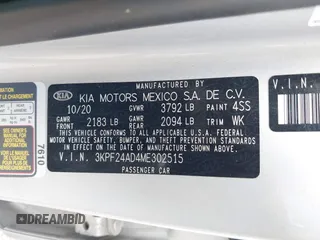 MANUFACTURED BY
KIA KIA MOTORS MEXICO S.A. DE C.V.
10/20 GVWR 3792 LB PAINT 4SS
GAWR FRONT 2183 LB GAWR REAR 2094 LB TRIM WK
THIS VEHICLE CONFORMS TO ALL APPLICABLE U.S. FEDERAL MOTOR
VEHICLE SAFETY, BUMPER, AND THEFT PREVENTION STANDARDS
IN EFFECT ON THE DATE OF MANUFACTURE SHOWN ABOVE.
V.I.N. 3KPF24AD4ME302515
PASSENGER CAR
7610
V.I.N.
DREAMBID